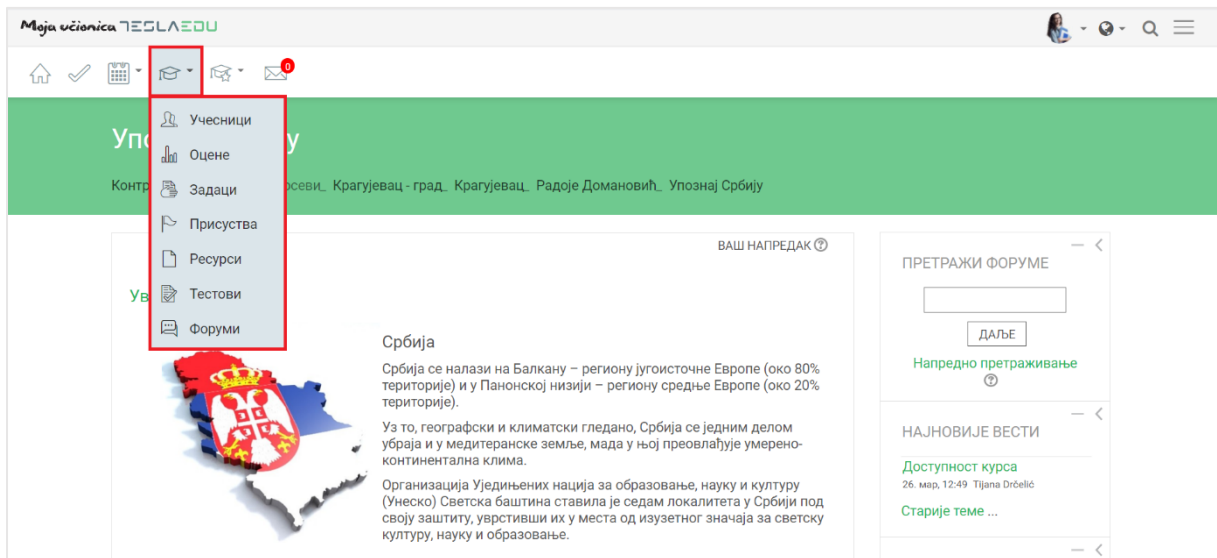 Moja učionica TESLAEDU
0
Учесници
Оцене
Задаци
Присуства
Ресурси
Тестови
Форуми
Упо у
Контр осеви_ Крагујевац - град_ Крагујевац_ Радоје Домановић_ Упознај Србију
ВАШ НАПРЕДАК
Ув
Србија
Србија се налази на Балкану – региону југоисточне Европе (око 80%
територије) и у Панонској низији – региону средње Европе (око 20%
територије).
Уз то, географски и климатски гледано, Србија се једним делом
убраја и у медитеранске земље, мада у њој преовлађује умерено-
континентална клима.
Организација Уједињених нација за образовање, науку и културу
(Унеско) Светска баштина ставила је седам локалитета у Србији под
своју заштиту, уврстивши их у места од изузетног значаја за светску
културу, науку и образовање.
ПРЕТРАЖИ ФОРУМЕ
ДАЉЕ
Напредно претраживање
НАЈНОВИЈЕ ВЕСТИ
Доступност курса
26. мар, 12:49 Tijana Drčelić
Старије теме ...